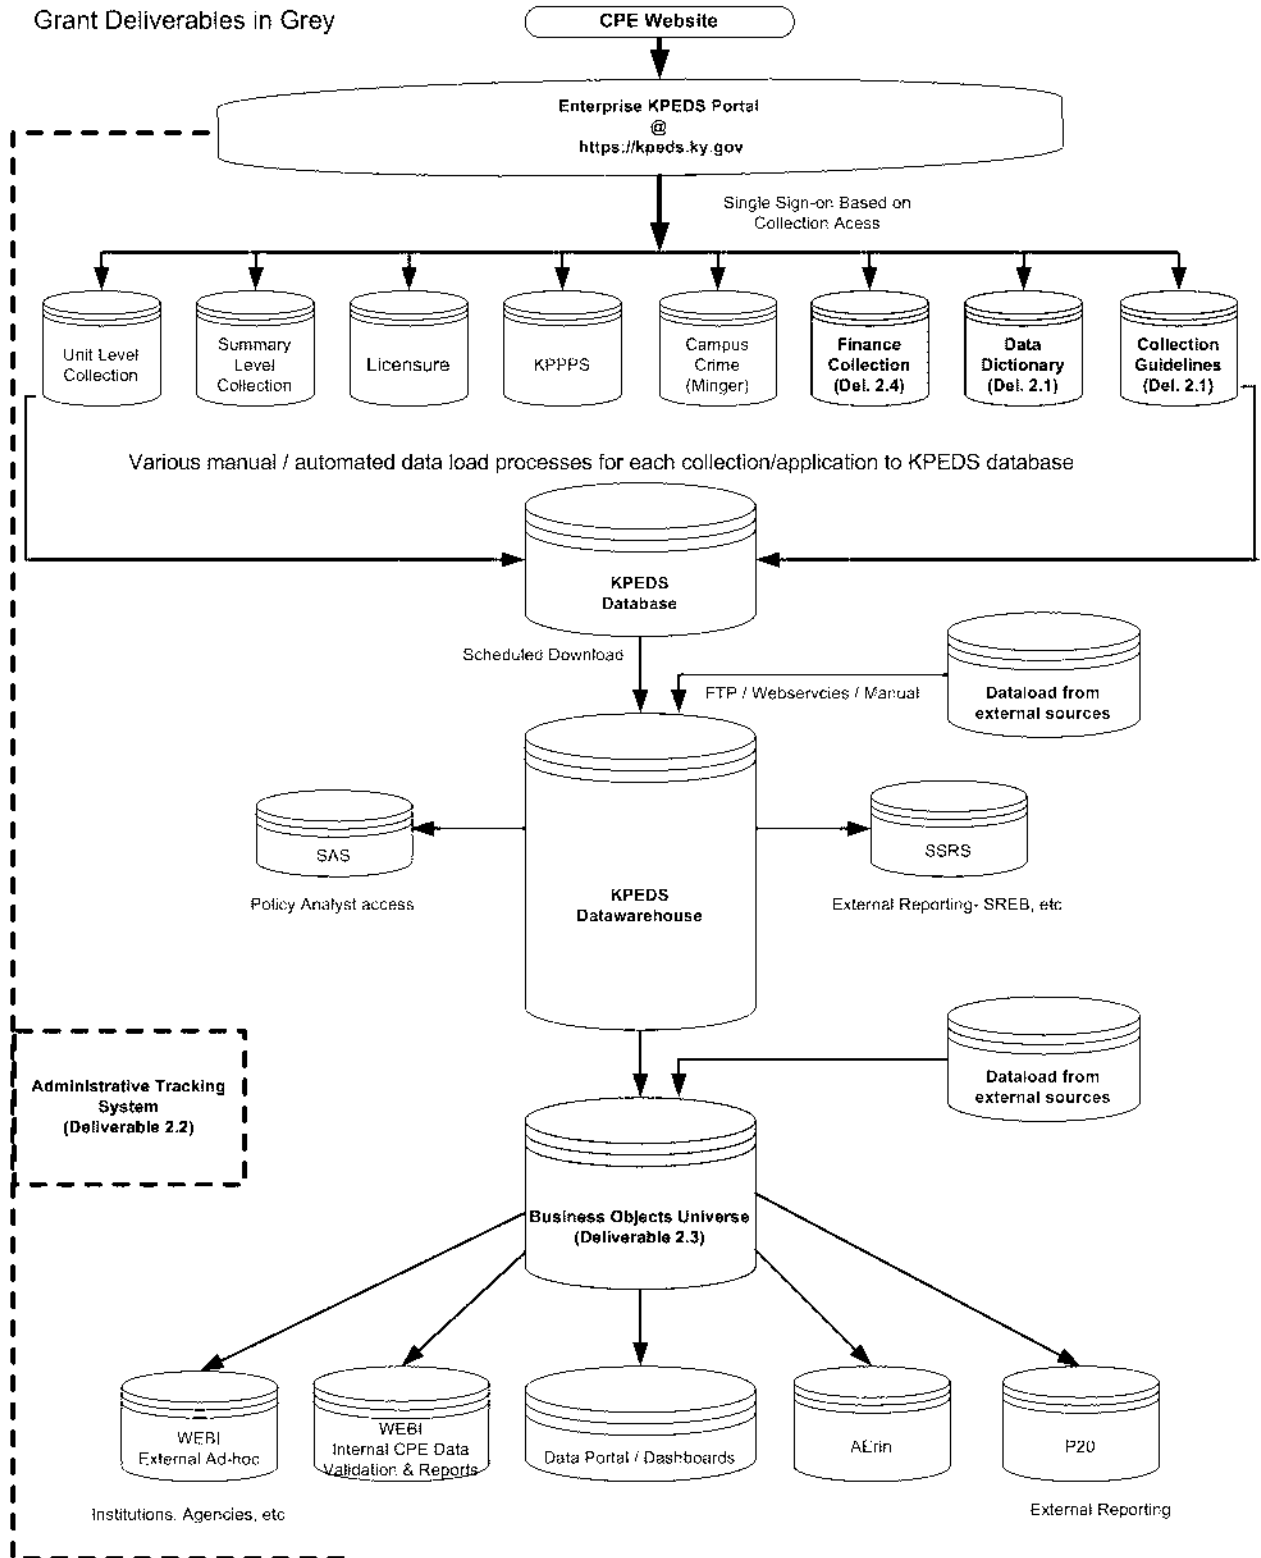 Grant Deliverables in Grey
CPE Website
Enterprise KPEDS Portal
@
https://kpeds.ky.gov
Single Sign-on Based on
Collection Acess
Unit Level
Collection
Summary
Level
Collection
Licensure
KPPPS
Campus
Crime
(Minger)
Finance
Collection
(Del. 2.4)
Data
Dictionary
(Del. 2.1)
Collection
Guidelines
(Del. 2.1)
Various manual / automated data load processes for each collection/application to KPEDS database
KPEDS
Database
Scheduled Download
FTP / Webservcies / Manual
Dataload from
external sources
SAS
Policy Analyst access
KPEDS
Datawarehouse
SSRS
External Reporting- SREB, etc
Dataload from
external sources
Administrative Tracking
System
(Deliverable 2.2)
Business Objects Universe
(Deliverable 2.3)
WEBI
External Ad-hoc
WEBI
Internal CPE Data
Validation & Reports
Data Portal / Dashboards
AErin
P20
Institutions, Agencies, etc
External Reporting